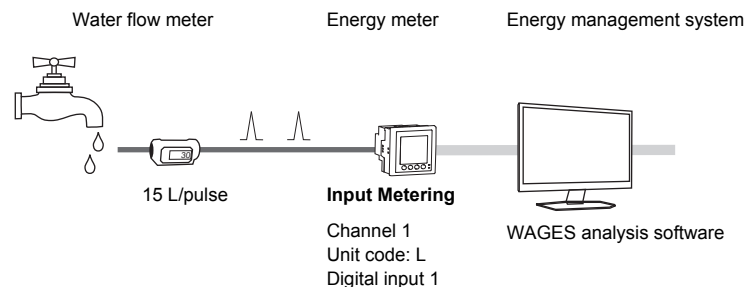 Water flow meter
Energy meter
Energy management system
30
15 L/pulse
Input Metering
Channel 1
Unit code: L
Digital input 1
WAGES analysis software